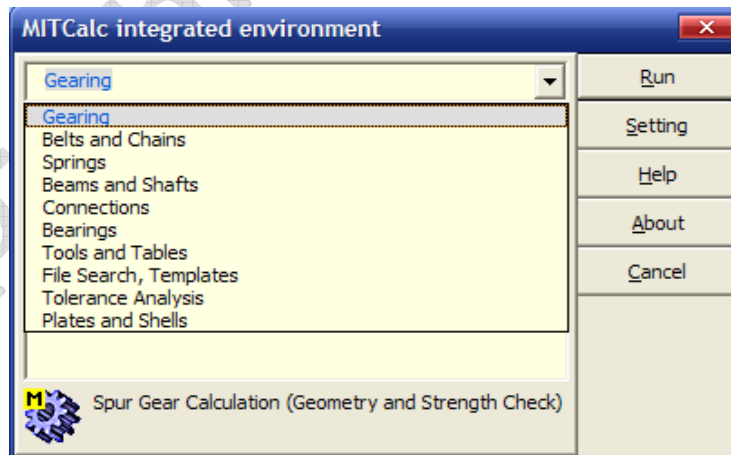 MITCalc integrated environment
Gearing
Run
Gearing
Belts and Chains
Springs
Beams and Shafts
Connections
Bearings
Tools and Tables
File Search, Templates
Tolerance Analysis
Plates and Shells
Setting
Help
About
Cancel
M
Spur Gear Calculation (Geometry and Strength Check)